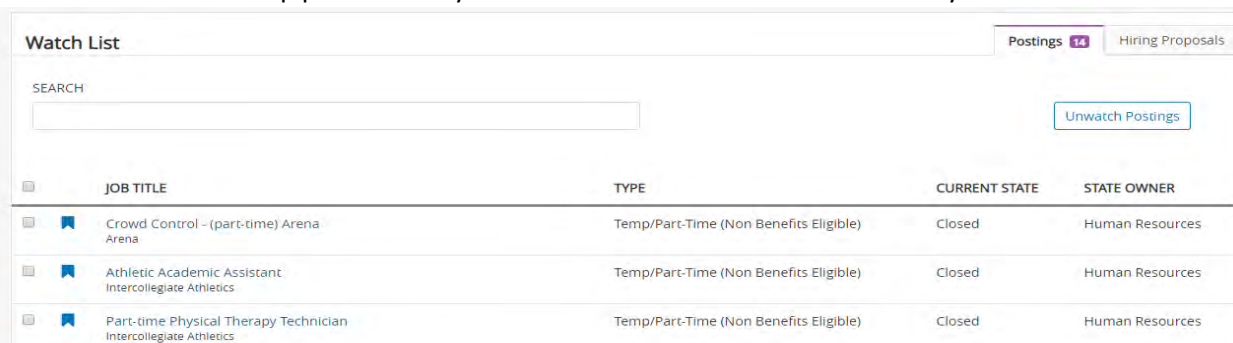 Watch List Postings 14 Hiring Proposals
SEARCH
Unwatch Postings
JOB TITLE TYPE CURRENT STATE STATE OWNER
Crowd Control - (part-time) Arena Temp/Part-Time (Non Benefits Eligible) Closed Human Resources
Arena
Athletic Academic Assistant Temp/Part-Time (Non Benefits Eligible) Closed Human Resources
Intercollegiate Athletics
Part-time Physical Therapy Technician Temp/Part-Time (Non Benefits Eligible) Closed Human Resources
Intercollegiate Athletics